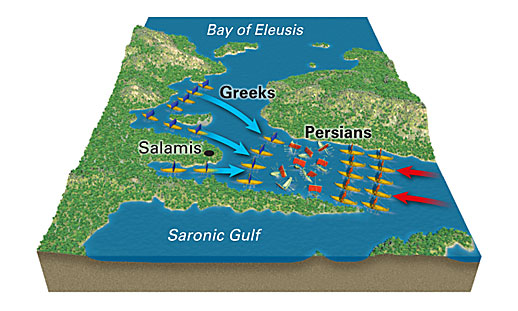 Bay of Eleusis
Greeks
Persians
Salamis
Saronic Gulf